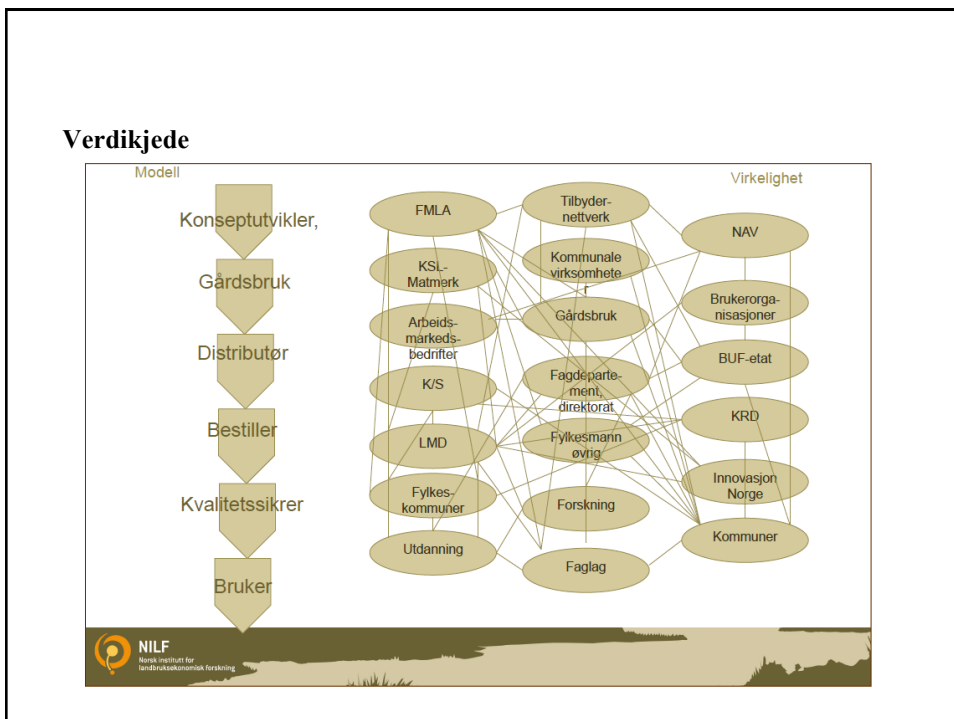 Verdikjede
Modell
Virkelighet
Konseptutvikler,
Gårdsbruk
Distributør
Bestiller
Kvalitetssikrer
Bruker
FMLA
KSL-
Matmerk
Arbeids-
markeds-
bedrifter
K/S
LMD
Fylkes-
kommuner
Utdanning
Tilbyder-
nettverk
Kommunale
virksomhete
r
Gårdsbruk
Fagdeparte-
ment,
direktorat
Fylkesmann
øvrig
Forskning
Faglag
NAV
Brukerorga-
nisasjoner
BUF-etat
KRD
Innovasjon
Norge
Kommuner
NILF
Norsk institutt for
landbruksøkonomisk forskning